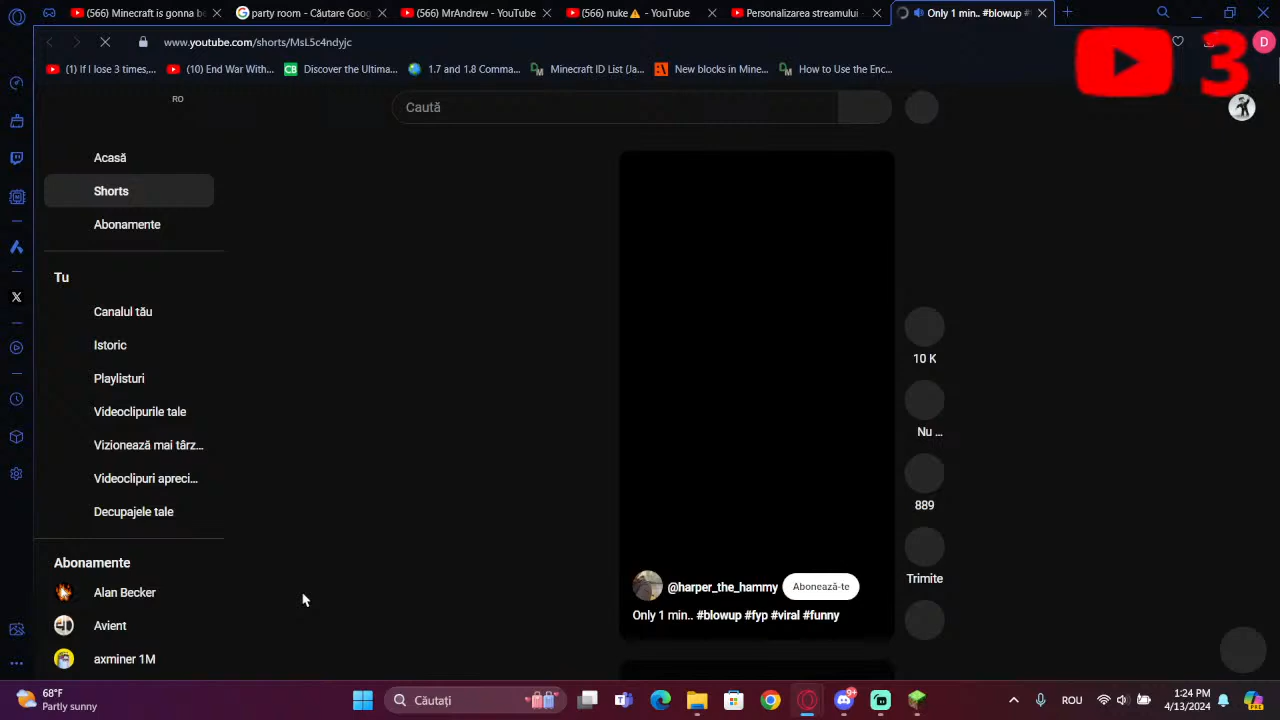 (566) Minecraft is gonna be
party room - Căutare Goog
(566) MrAndrew - YouTube
(566) nuke⚠ - YouTube
Personalizarea streamului -
Only 1 min.. #blowup #
www.youtube.com/shorts/MsL5c4ndyjc
(1) If I lose 3 times,...
(10) End War With...
CB
Discover the Ultima...
1.7 and 1.8 Comma...
Minecraft ID List (Ja...
New blocks in Mine...
How to Use the Enc...
3
D
RO
Caută
Acasă
Shorts
Abonamente
Tu
Canalul tău
Istoric
Playlisturi
Videoclipurile tale
Vizionează mai târz...
Videoclipuri apreci...
Decupajele tale
Abonamente
AlanBecker
Avient
axminer 1M
10 K
Nu ...
889
Trimite
@harper_the_hammy
Abonează-te
Only 1 min.. #blowup #fyp #viral #funny
68°F
Partly sunny
Căutați
9+
ROU
1:24 PM
4/13/2024